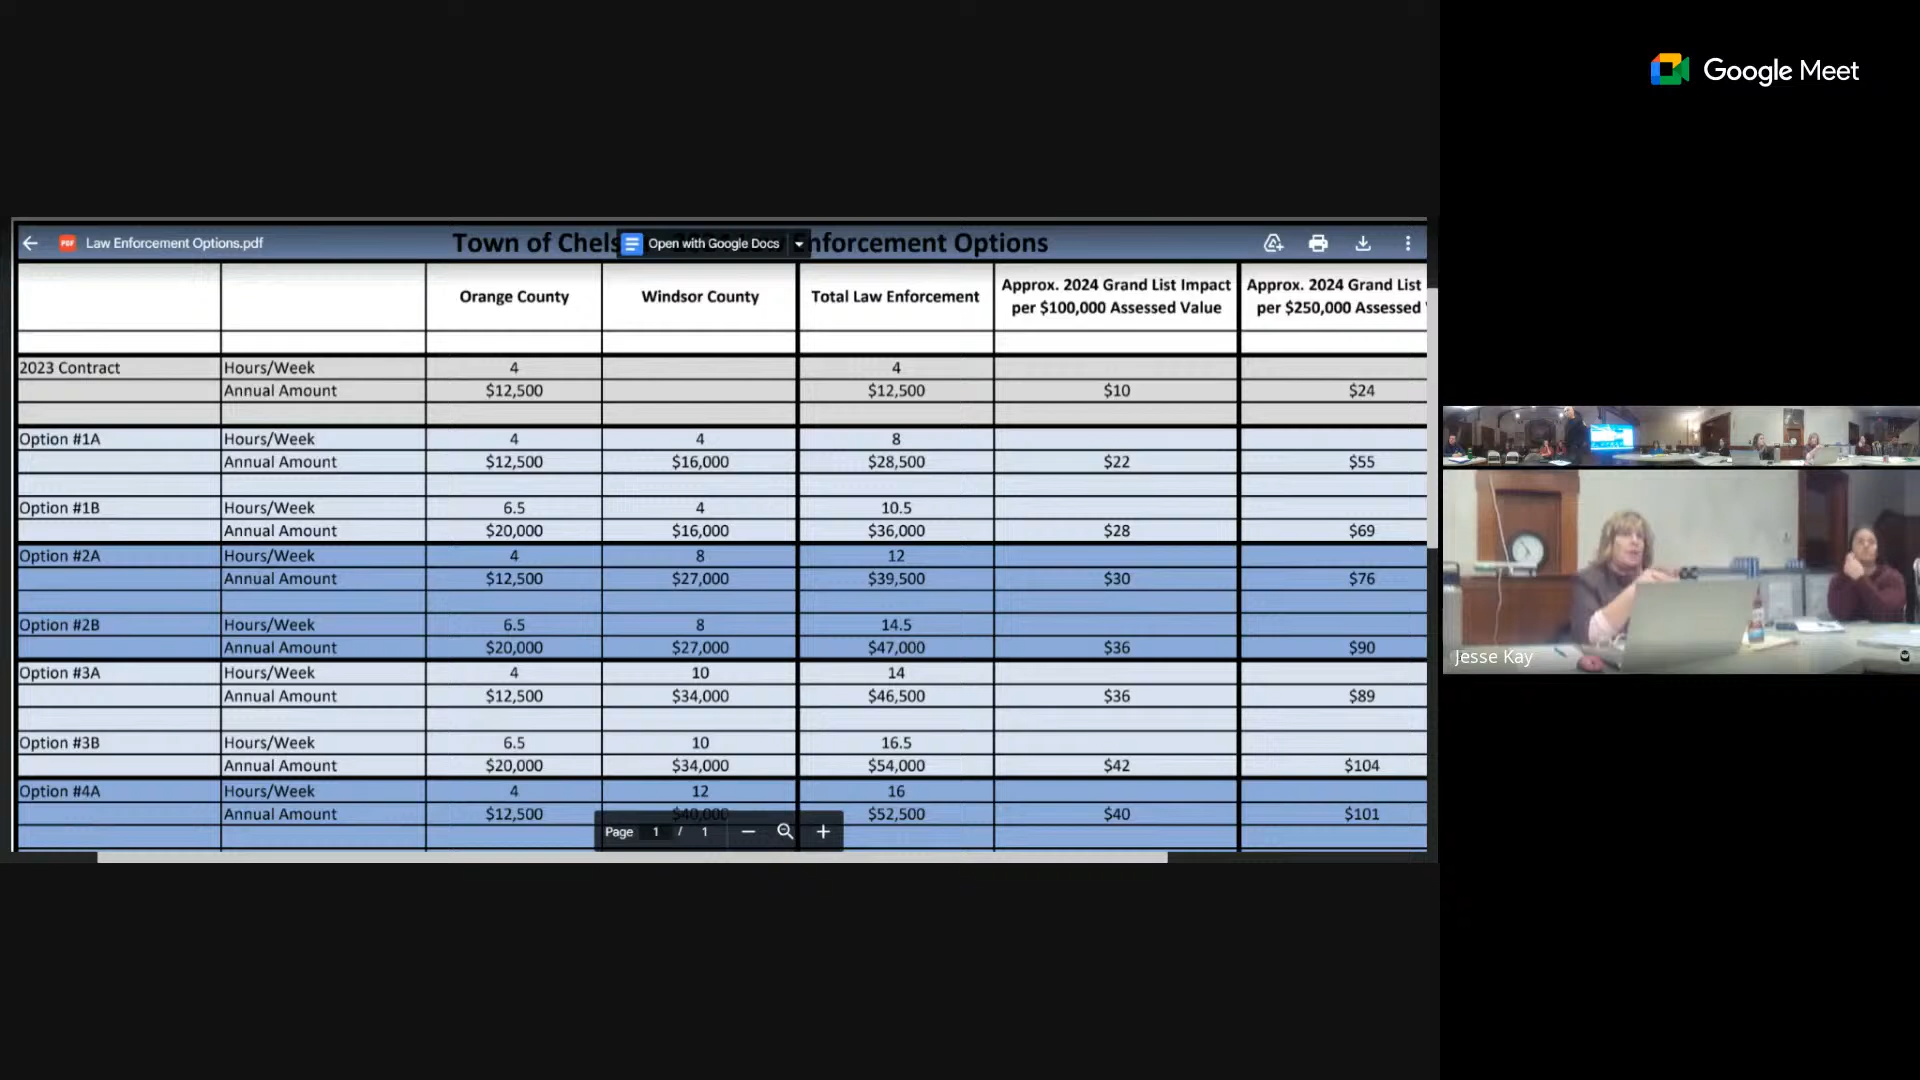 Google Meet
Law Enforcement Options.pdf
Town of Chels
Open with Google Docs
nforcement Options
Orange County Windsor County Total Law Enforcement Approx. 2024 Grand List Impact Approx. 2024 Grand List
per $100,000 Assessed Value per $250,000 Assessed
2023 Contract Hours/Week 4 4
Annual Amount $12,500 $12,500 $10 $24
Option #1A Hours/Week 4 4 8
Annual Amount $12,500 $16,000 $28,500 $22 $55
Option #1B Hours/Week 6.5 4 10.5
Annual Amount $20,000 $16,000 $36,000 $28 $69
Option #2A Hours/Week 4 8 12
Annual Amount $12,500 $27,000 $39,500 $30 $76
Option #2B Hours/Week 6.5 8 14.5
Annual Amount $20,000 $27,000 $47,000 $36 $90
Option #3A Hours/Week 4 10 14
Annual Amount $12,500 $34,000 $46,500 $36 $89
Option #3B Hours/Week 6.5 10 16.5
Annual Amount $20,000 $34,000 $54,000 $42 $104
Option #4A Hours/Week 4 12 16
Annual Amount $12,500 $40,000 $52,500 $40 $101
Page 1 / 1
Jesse Kay